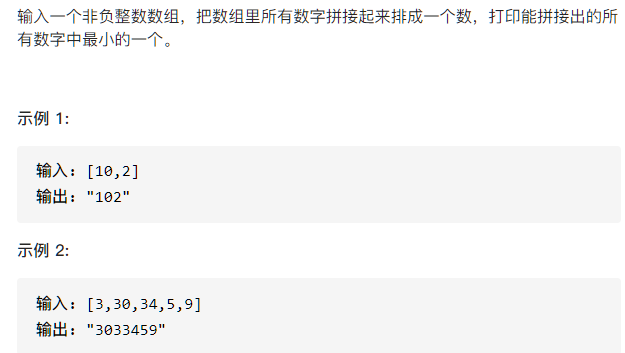 输入一个非负整数数组，把数组里所有数字拼接起来排成一个数，打印能拼接出的所
有数字中最小的一个。
示例 1:
输入: [10,2]
输出: "102"
示例 2:
输入: [3,30,34,5,9]
输出: "3033459"